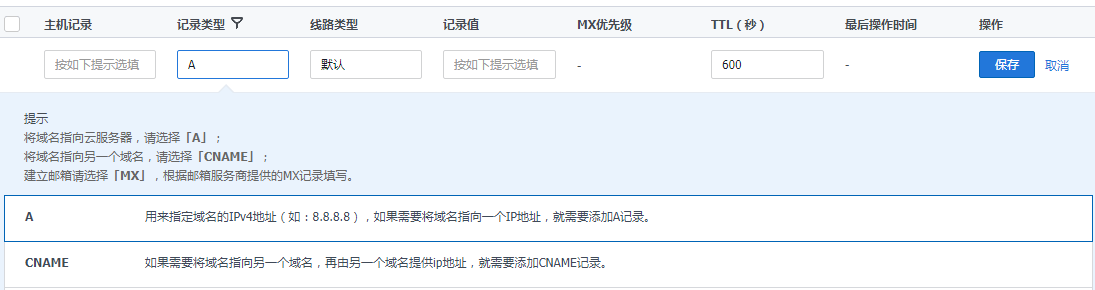 主机记录 记录类型 线路类型 记录值 MX优先级 TTL（秒） 最后操作时间 操作
按如下提示选填 A 默认 按如下提示选填 - 600 - 保存 取消
提示
将域名指向云服务器，请选择「A」；
将域名指向另一个域名，请选择「CNAME」；
建立邮箱请选择「MX」，根据邮箱服务商提供的MX记录填写。
A 用来指定域名的IPv4地址（如：8.8.8.8），如果需要将域名指向一个IP地址，就需要添加A记录。
CNAME 如果需要将域名指向另一个域名，再由另一个域名提供ip地址，就需要添加CNAME记录。